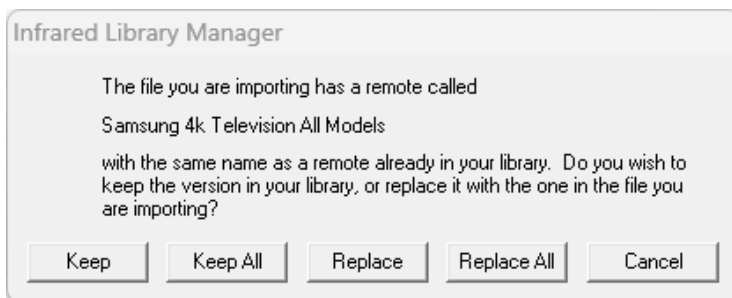 Infrared Library Manager
The file you are importing has a remote called
Samsung 4k Television All Models
with the same name as a remote already in your library.  Do you wish to
keep the version in your library, or replace it with the one in the file you
are importing?
Keep
Keep All
Replace
Replace All
Cancel